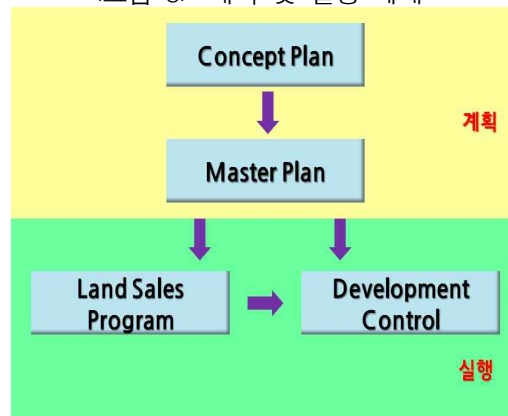 Concept Plan
계획
Master Plan
Land Sales
Program
Development
Control
실행